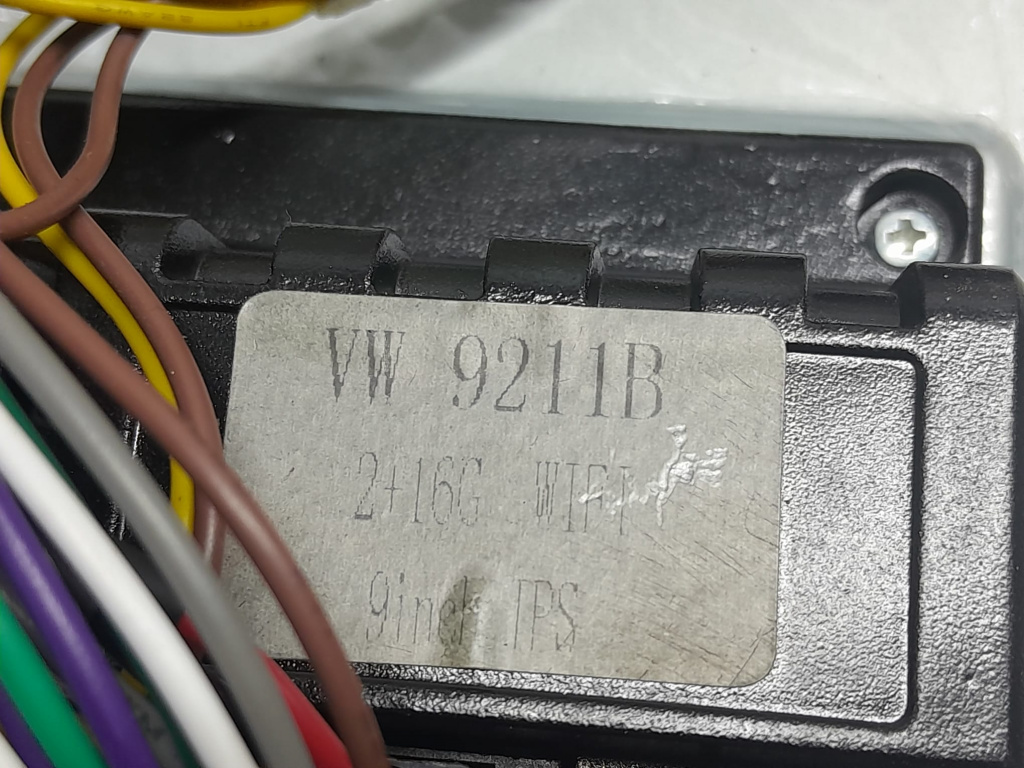 VW 9211B
2+16G WIFI
9inch IPS